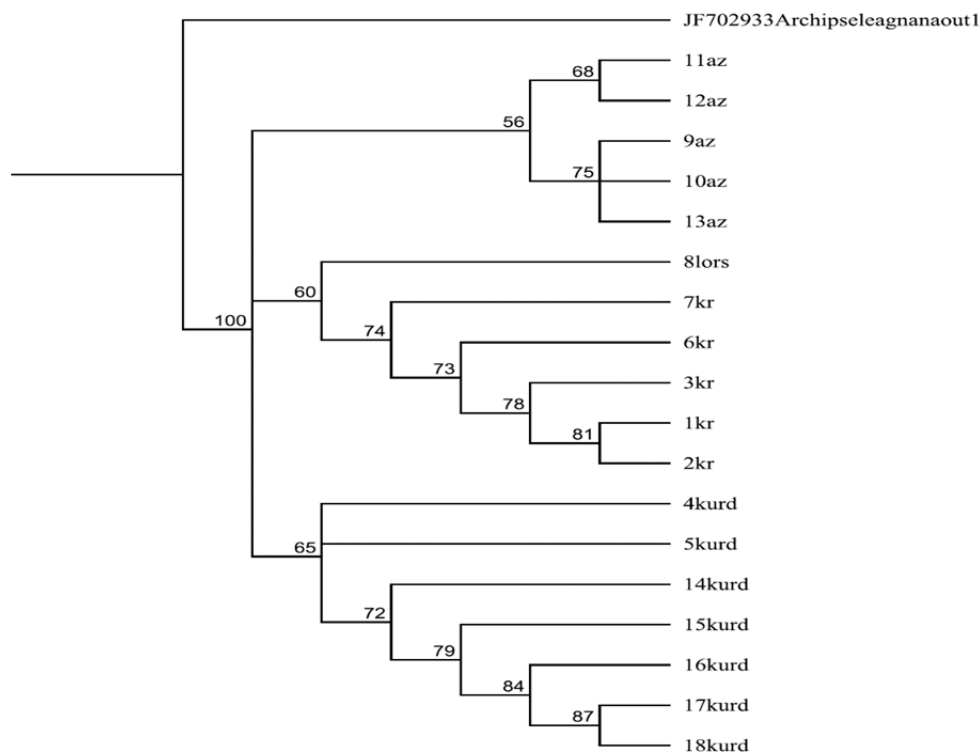 JF702933Archipseleagnanaout1
11az
68
12az
56
9az
75
10az
13az
8lors
60
7kr
74
6kr
100
73
3kr
78
1kr
81
2kr
4kurd
65
5kurd
14kurd
72
15kurd
79
16kurd
84
17kurd
87
18kurd